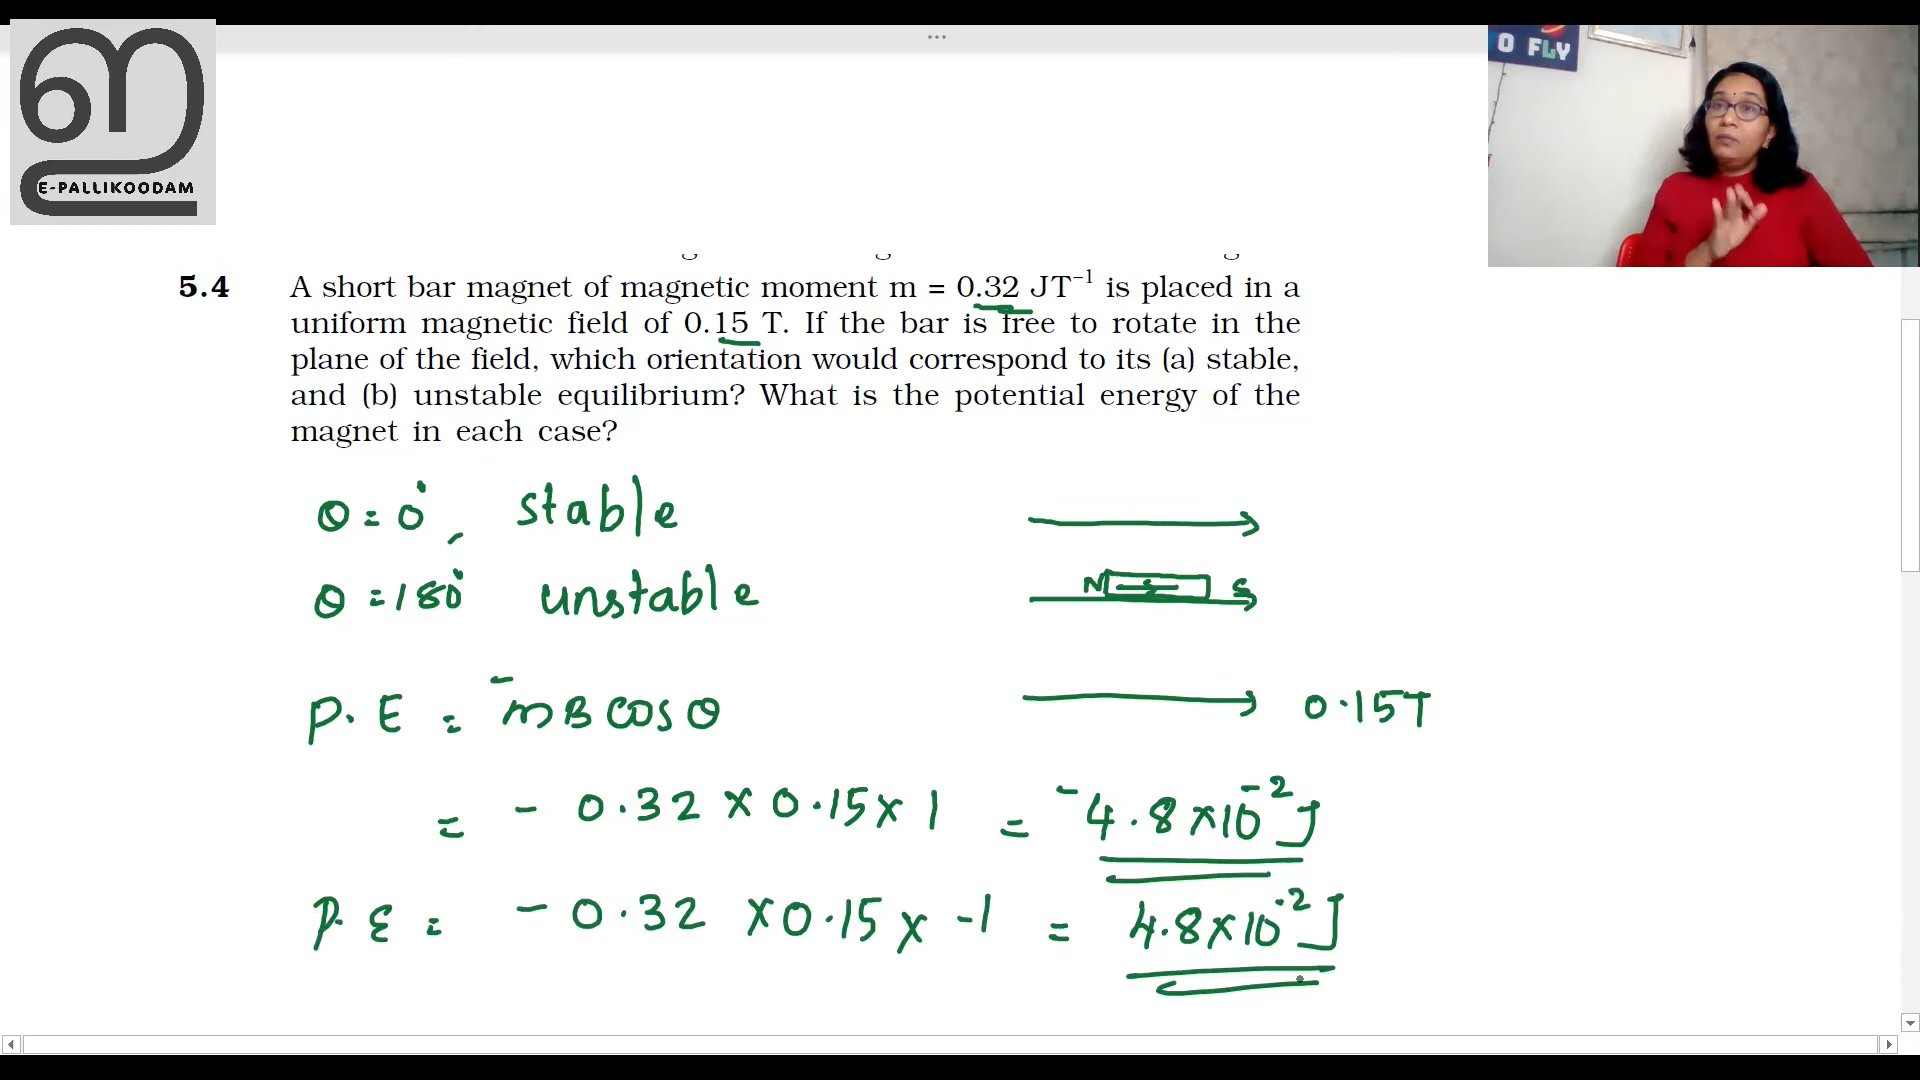 E-PALLIKOODAM
O FLY
5.4 A short bar magnet of magnetic moment m = 0.32 JT⁻¹ is placed in a
uniform magnetic field of 0.15 T. If the bar is free to rotate in the
plane of the field, which orientation would correspond to its (a) stable,
and (b) unstable equilibrium? What is the potential energy of the
magnet in each case?
θ = 0°, stable
θ = 180° unstable
N S
P.E = -mB cos θ
0.15T
= - 0.32 × 0.15 × 1 = -4.8 × 10⁻² J
P.E = - 0.32 × 0.15 × -1 = 4.8 × 10⁻² J